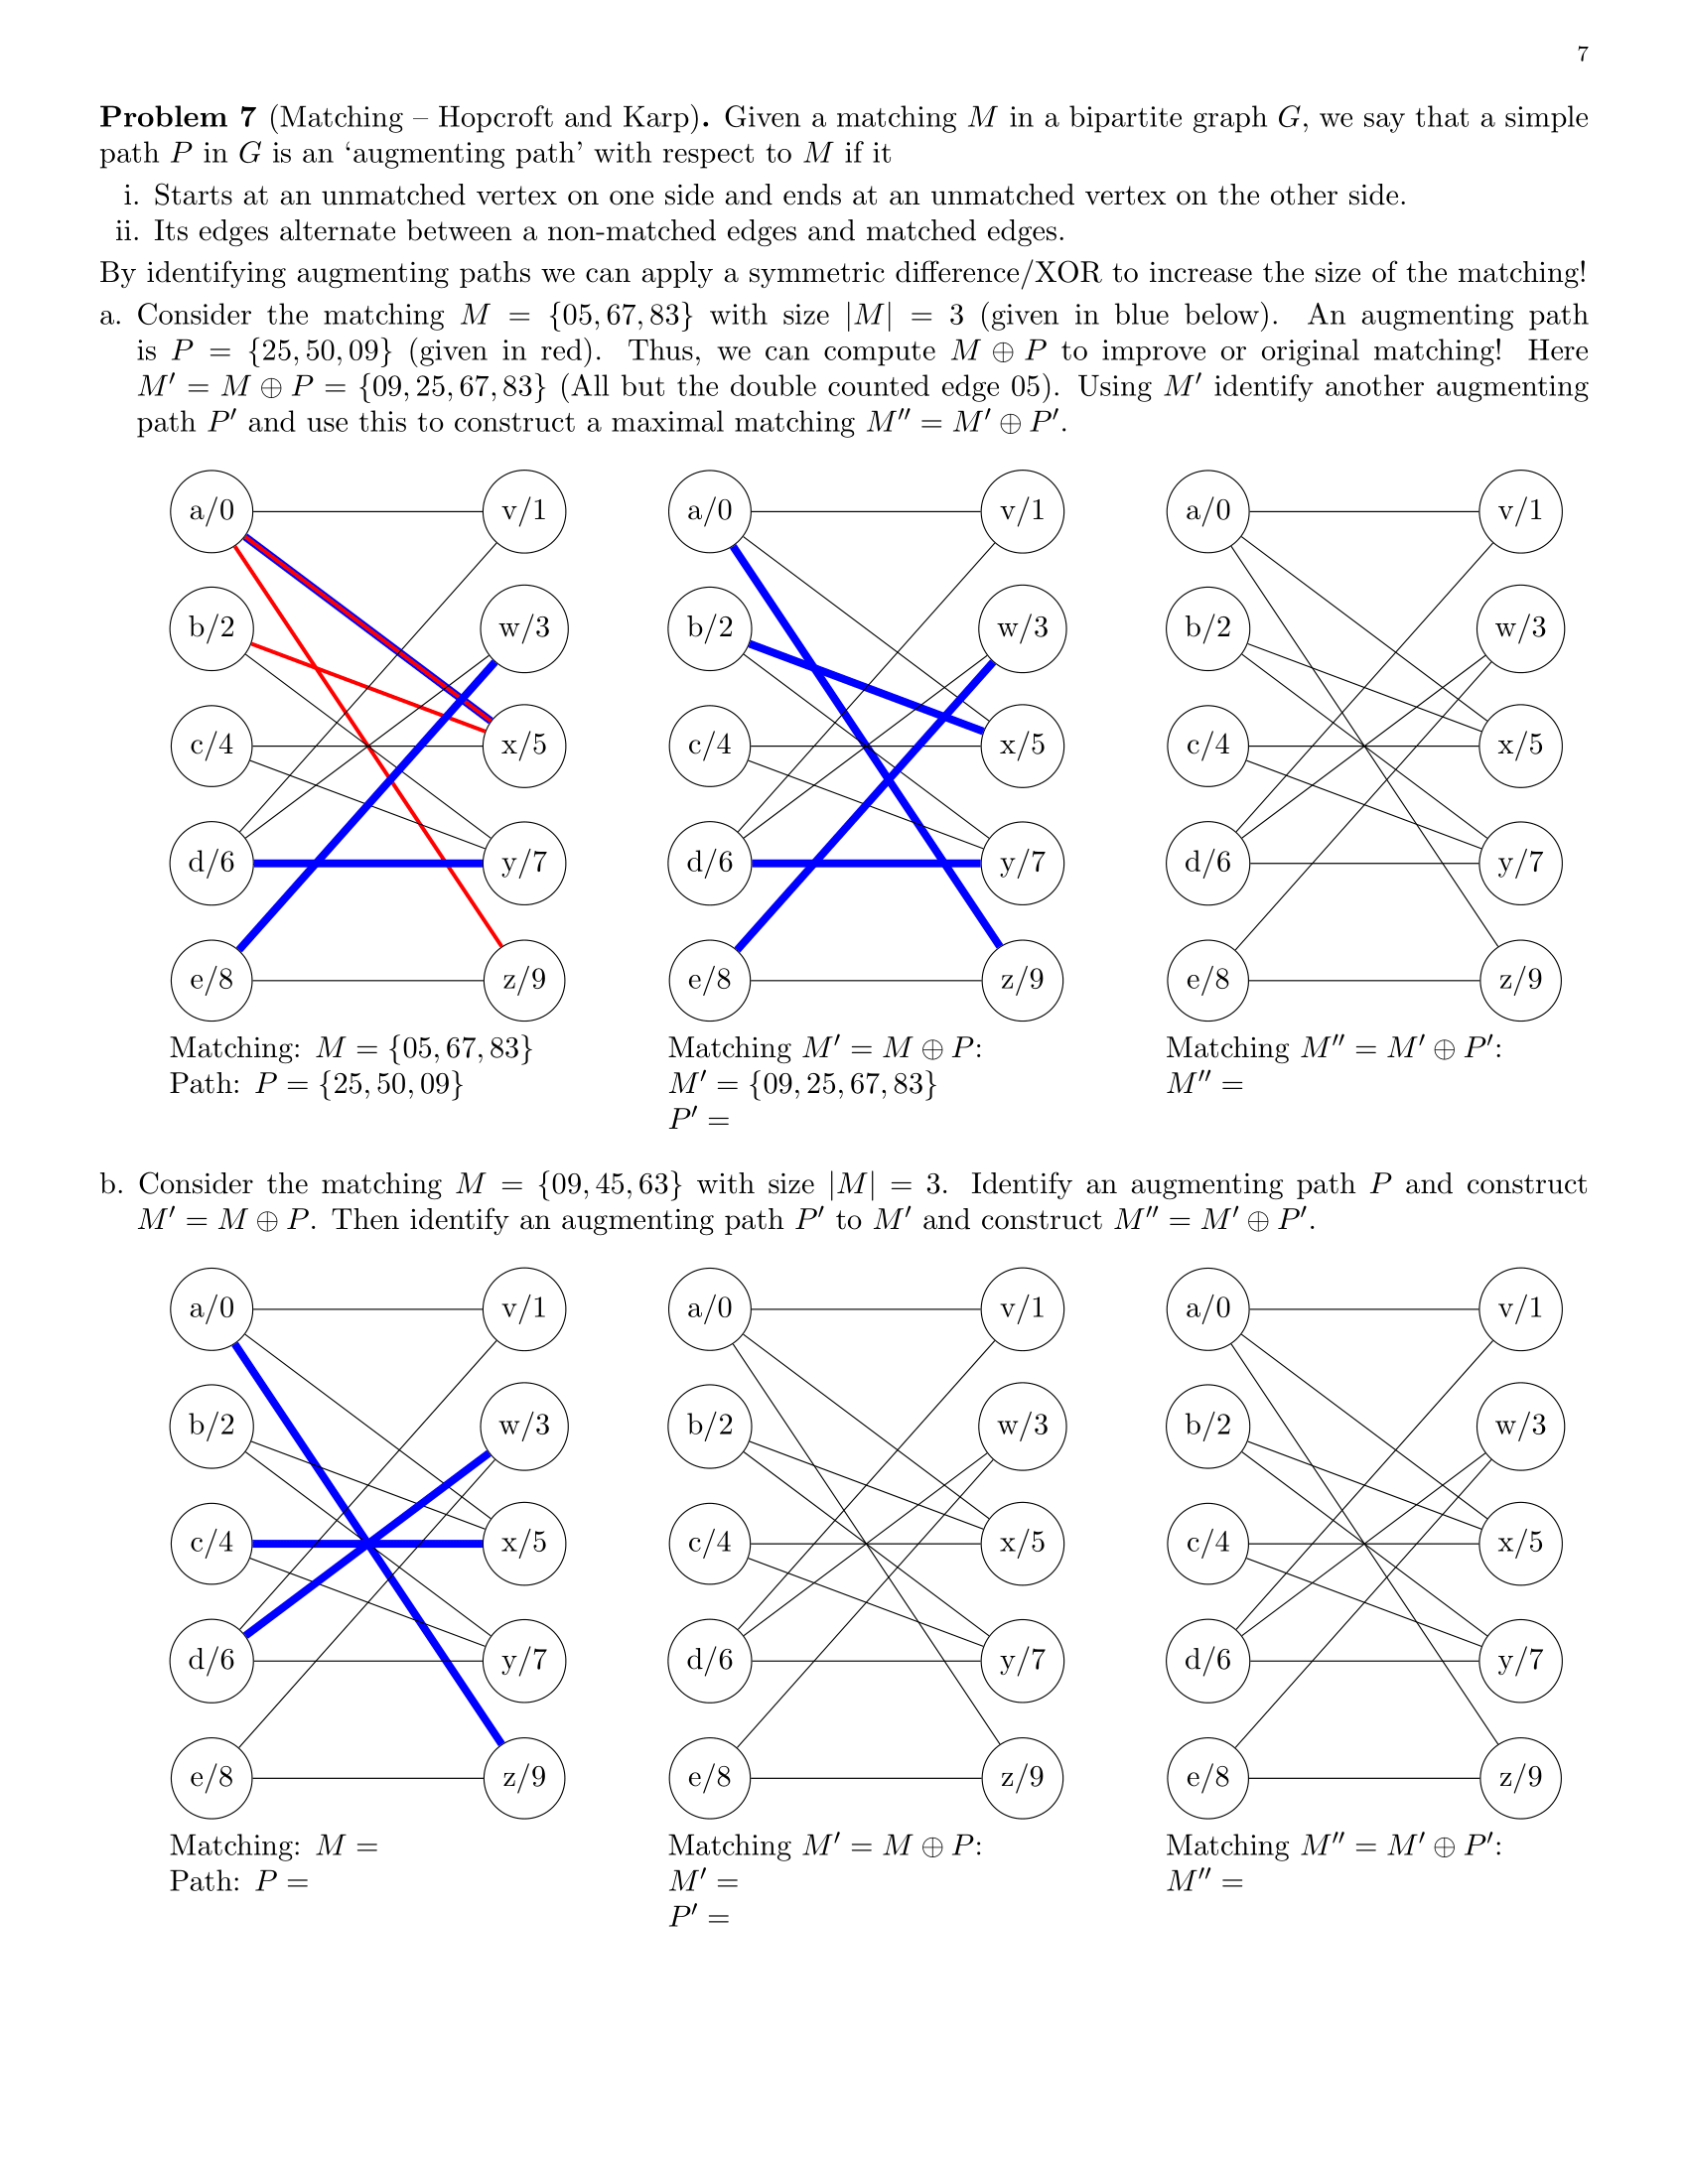 7
Problem 7 (Matching – Hopcroft and Karp). Given a matching M in a bipartite graph G, we say that a simple
path P in G is an ‘augmenting path’ with respect to M if it
i. Starts at an unmatched vertex on one side and ends at an unmatched vertex on the other side.
ii. Its edges alternate between a non-matched edges and matched edges.
By identifying augmenting paths we can apply a symmetric difference/XOR to increase the size of the matching!
a. Consider the matching M = {05, 67, 83} with size |M| = 3 (given in blue below). An augmenting path
is P = {25, 50, 09} (given in red). Thus, we can compute M ⊕ P to improve or original matching! Here
M′ = M ⊕ P = {09, 25, 67, 83} (All but the double counted edge 05). Using M′ identify another augmenting
path P′ and use this to construct a maximal matching M′′ = M′ ⊕ P′.
a/0 v/1 a/0 v/1 a/0 v/1
b/2 w/3 b/2 w/3 b/2 w/3
c/4 x/5 c/4 x/5 c/4 x/5
d/6 y/7 d/6 y/7 d/6 y/7
e/8 z/9 e/8 z/9 e/8 z/9
Matching: M = {05, 67, 83} Matching M′ = M ⊕ P: Matching M′′ = M′ ⊕ P′:
Path: P = {25, 50, 09} M′ = {09, 25, 67, 83} M′′ =
P′ =
b. Consider the matching M = {09, 45, 63} with size |M| = 3. Identify an augmenting path P and construct
M′ = M ⊕ P. Then identify an augmenting path P′ to M′ and construct M′′ = M′ ⊕ P′.
a/0 v/1 a/0 v/1 a/0 v/1
b/2 w/3 b/2 w/3 b/2 w/3
c/4 x/5 c/4 x/5 c/4 x/5
d/6 y/7 d/6 y/7 d/6 y/7
e/8 z/9 e/8 z/9 e/8 z/9
Matching: M = Matching M′ = M ⊕ P: Matching M′′ = M′ ⊕ P′:
Path: P = M′ = M′′ =
P′ =